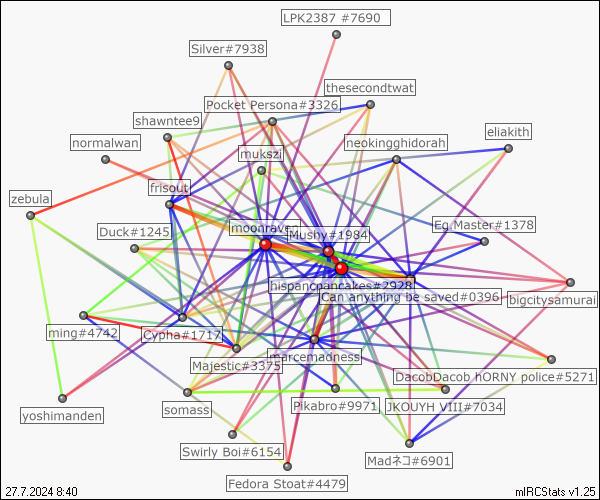 LPK2387 #7690
Silver#7938
thesecondtwat
Pocket Persona#3326
shawntee9
eliakith
normalwan
neokingghidorah
mukszi
frisout
zebula
Eg.Master#1378
moonrave
Mushy#1984
Duck#1245
hispancpancakes#2928
Can anything be saved#0396
bigcitysamurai
ming#4742
Cypha#1717
marcemadness
Majestic#3375
DacobDacob hORNY police#5271
yoshimanden
somass
Pikabro#9971
JKOUYH VIII#7034
Swirly Boi#6154
Madネコ#6901
Fedora Stoat#4479
27.7.2024 8:40
mIRCStats v1.25